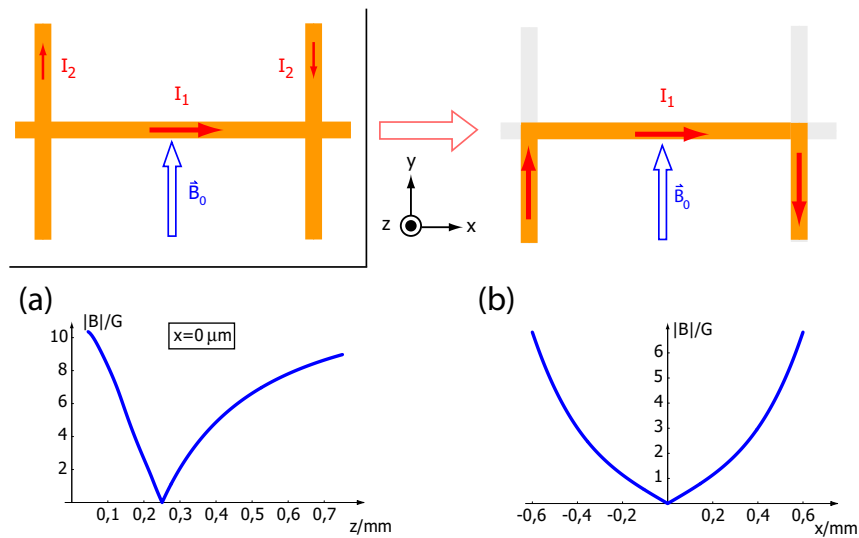 I2 I2
I1
B0
y
z x
I1
B0
(a)
|B|/G
x=0 µm
10
8
6
4
2
0,1 0,2 0,3 0,4 0,5 0,6 0,7
z/mm
(b)
|B|/G
6
5
4
3
2
1
-0,6 -0,4 -0,2 0,2 0,4 0,6
x/mm